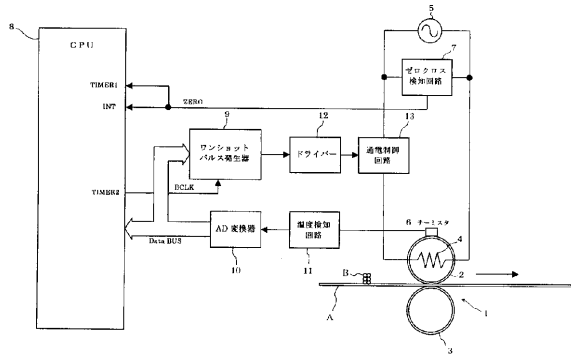 8
CPU
TIMER1
INT
TIMER2
ZERO
5
7
ゼロクロス
検知回路
9
ワンショット
パルス発生器
12
ドライバー
13
通電制御
回路
BCLK
Data BUS
AD変換器
10
温度検知
回路
11
6 サーミスタ
4
2
B
A
1
3